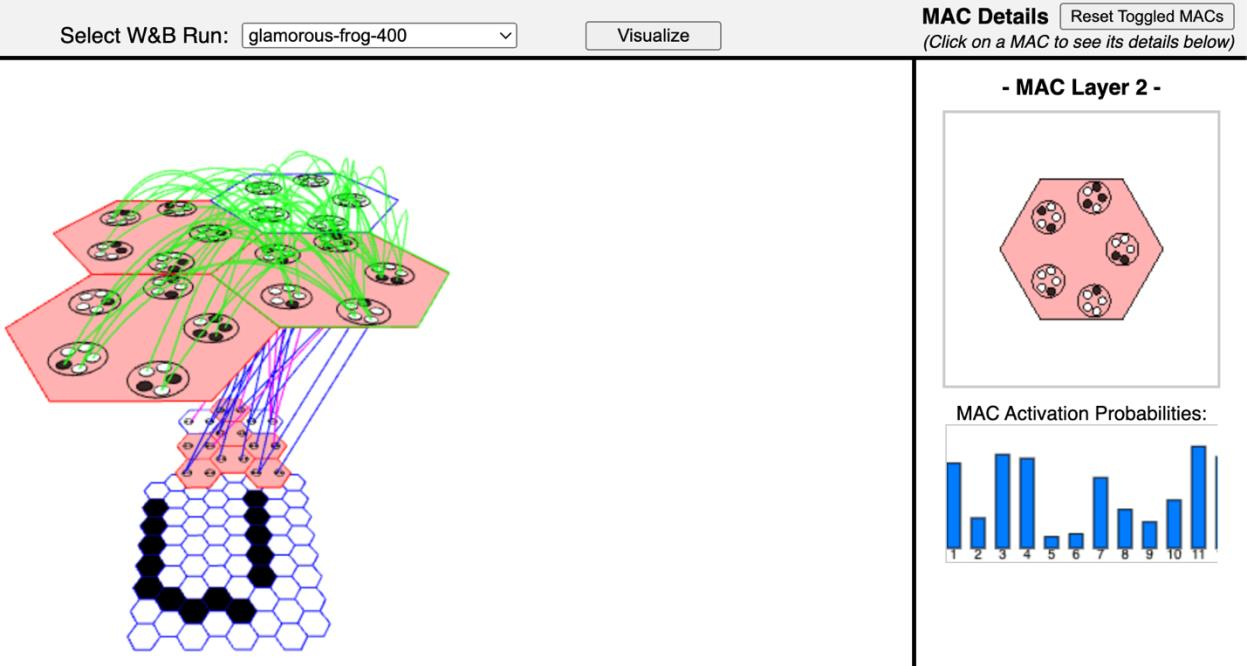 Select W&B Run:
glamorous-frog-400
Visualize
MAC Details
Reset Toggled MACs
(Click on a MAC to see its details below)
- MAC Layer 2 -
MAC Activation Probabilities:
1 2 3 4 5 6 7 8 9 10 11